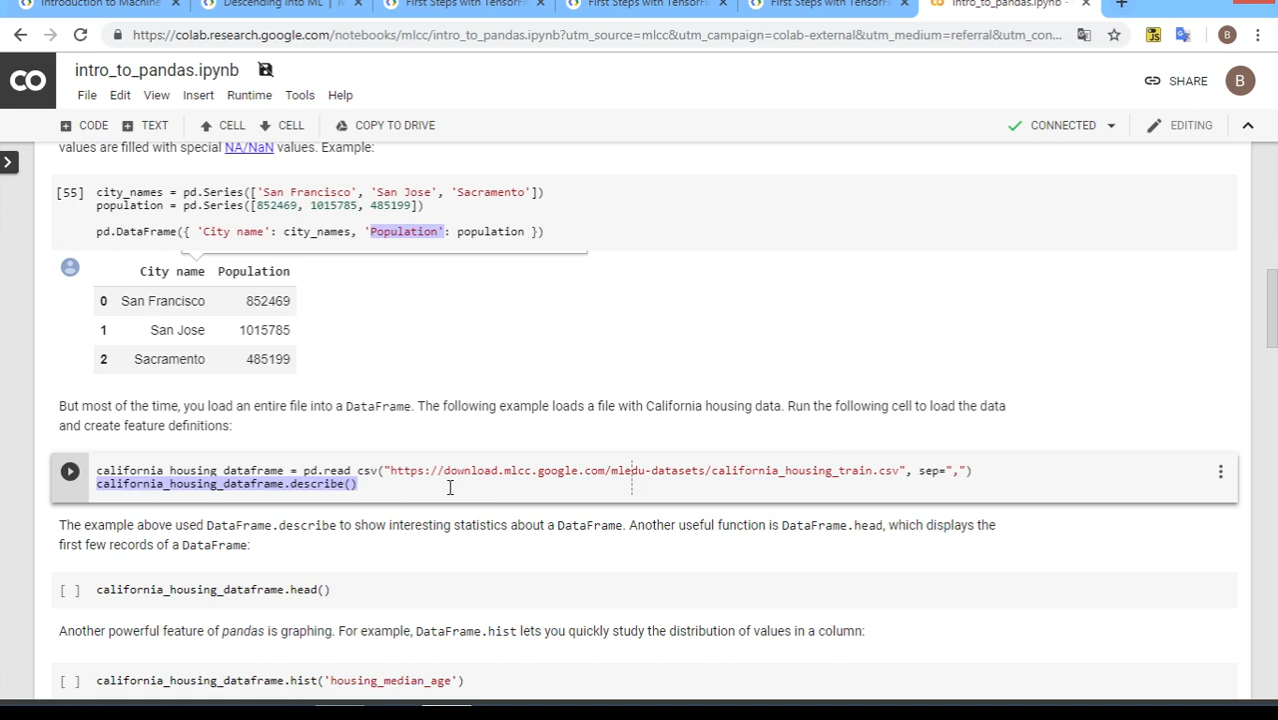 Introduction to Machine
Descending into ML | M
First Steps with TensorFl
First Steps with TensorFl
First Steps with TensorFl
intro_to_pandas.ipynb -
https://colab.research.google.com/notebooks/mlcc/intro_to_pandas.ipynb?utm_source=mlcc&utm_campaign=colab-external&utm_medium=referral&utm_con...
B
CO intro_to_pandas.ipynb
SHARE B
File Edit View Insert Runtime Tools Help
CODE TEXT CELL CELL COPY TO DRIVE CONNECTED EDITING
values are filled with special NA/NaN values. Example:
[55] city_names = pd.Series(['San Francisco', 'San Jose', 'Sacramento'])
population = pd.Series([852469, 1015785, 485199])
pd.DataFrame({ 'City name': city_names, 'Population': population })
City name Population
0 San Francisco 852469
1 San Jose 1015785
2 Sacramento 485199
But most of the time, you load an entire file into a DataFrame. The following example loads a file with California housing data. Run the following cell to load the data
and create feature definitions:
california_housing_dataframe = pd.read_csv("https://download.mlcc.google.com/mledu-datasets/california_housing_train.csv", sep=",")
california_housing_dataframe.describe()
The example above used DataFrame.describe to show interesting statistics about a DataFrame. Another useful function is DataFrame.head, which displays the
first few records of a DataFrame:
[ ] california_housing_dataframe.head()
Another powerful feature of pandas is graphing. For example, DataFrame.hist lets you quickly study the distribution of values in a column:
[ ] california_housing_dataframe.hist('housing_median_age')